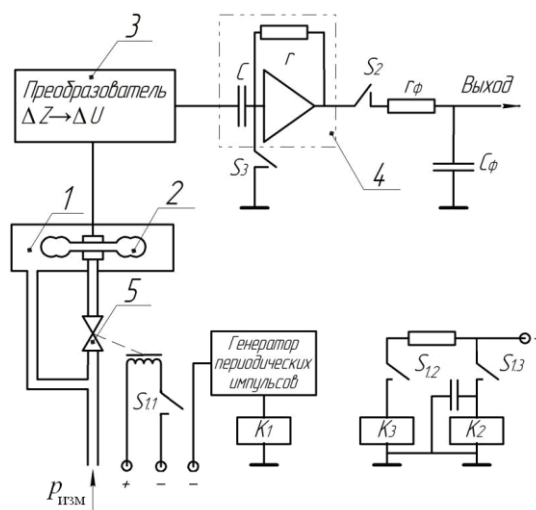 3
Преобразователь
ΔZ→ΔU
C
r
S2
rф
Выход
S3
Cф
4
1
2
5
S1.1
+
−
−
Генератор
периодических
импульсов
K1
S1.2
S1.3
-
K3
K2
pизм